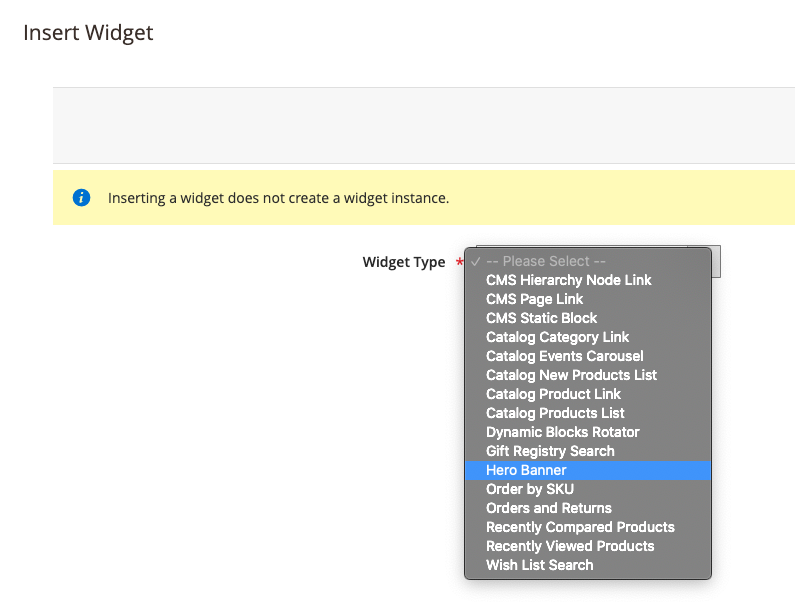 Insert Widget
Inserting a widget does not create a widget instance.
Widget Type *
✓ -- Please Select --
CMS Hierarchy Node Link
CMS Page Link
CMS Static Block
Catalog Category Link
Catalog Events Carousel
Catalog New Products List
Catalog Product Link
Catalog Products List
Dynamic Blocks Rotator
Gift Registry Search
Hero Banner
Order by SKU
Orders and Returns
Recently Compared Products
Recently Viewed Products
Wish List Search